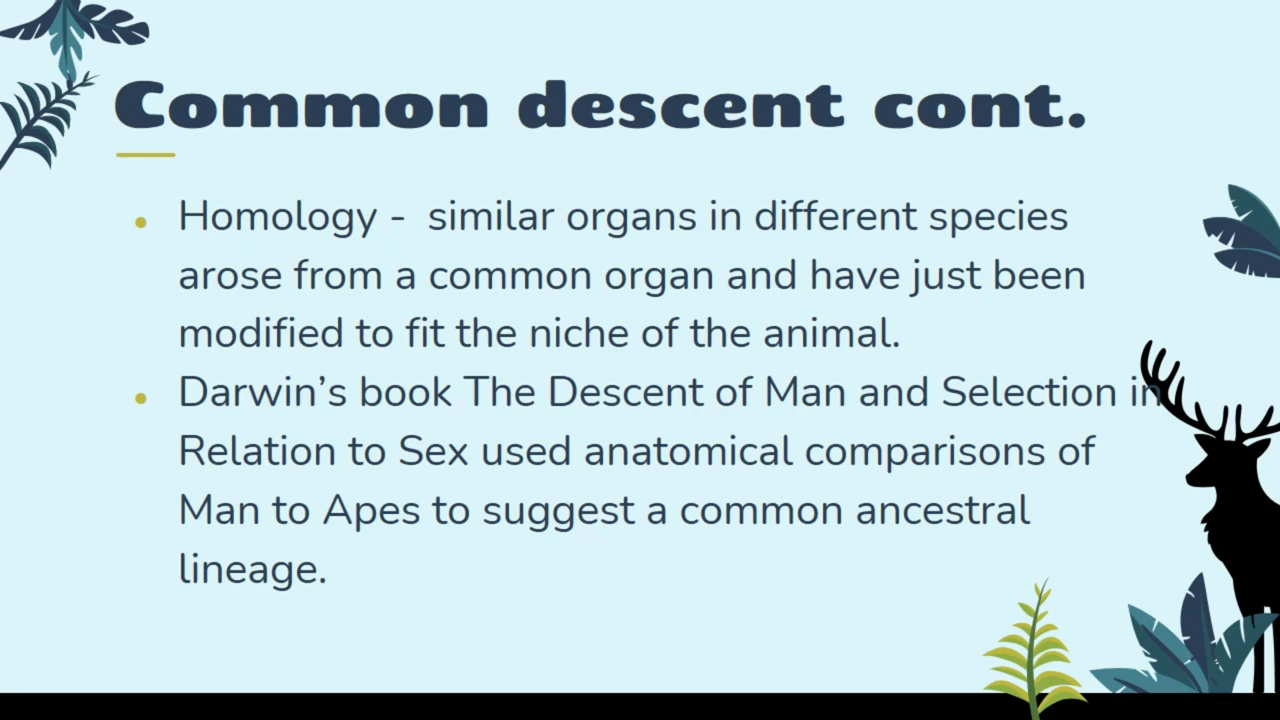 Common descent cont.
Homology -  similar organs in different species
arose from a common organ and have just been
modified to fit the niche of the animal.
Darwin’s book The Descent of Man and Selection in
Relation to Sex used anatomical comparisons of
Man to Apes to suggest a common ancestral
lineage.